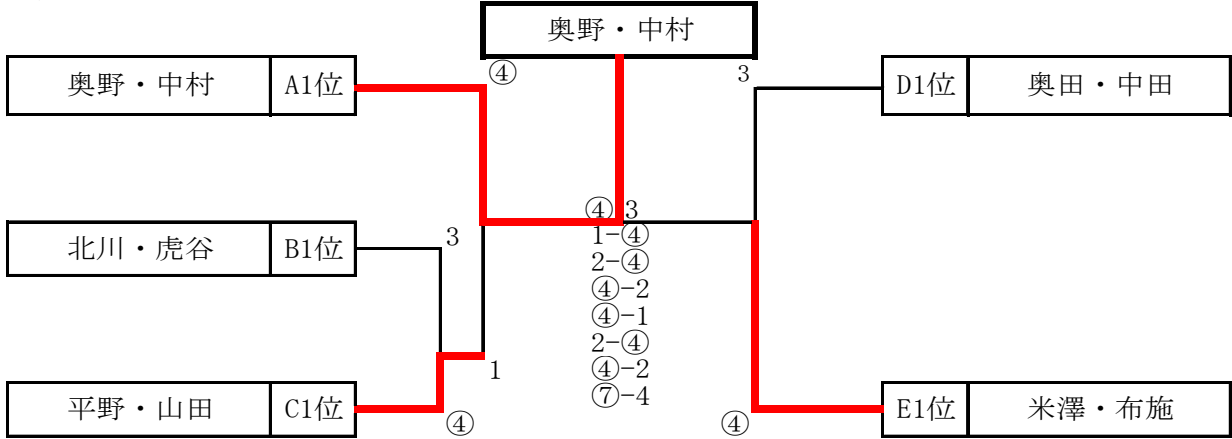 奥野・中村
④ 3
奥野・中村 A1位
D1位 奥田・中田
④ 3
1-④
北川・虎谷 B1位 3
2-④
④-2
④-1
2-④
④-2
1
⑦-4
平野・山田 C1位 ④
④ E1位 米澤・布施